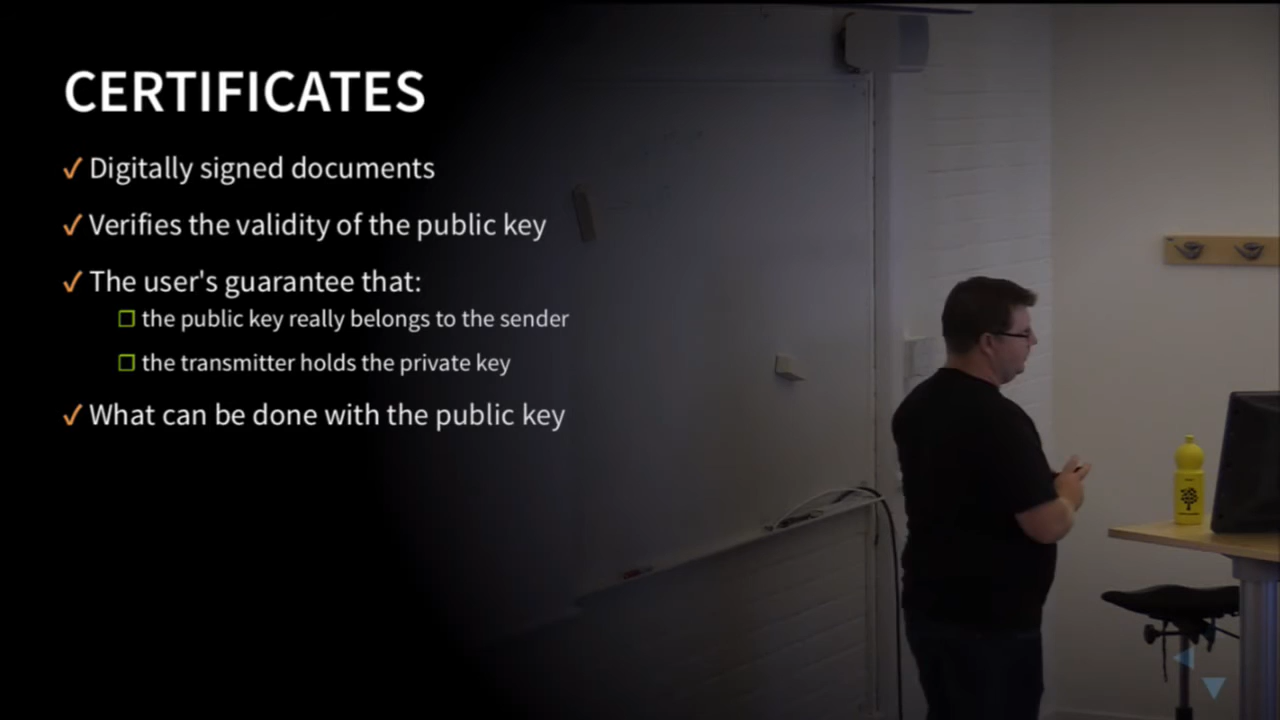 CERTIFICATES
✓ Digitally signed documents
✓ Verifies the validity of the public key
✓ The user's guarantee that:
❐ the public key really belongs to the sender
❐ the transmitter holds the private key
✓ What can be done with the public key